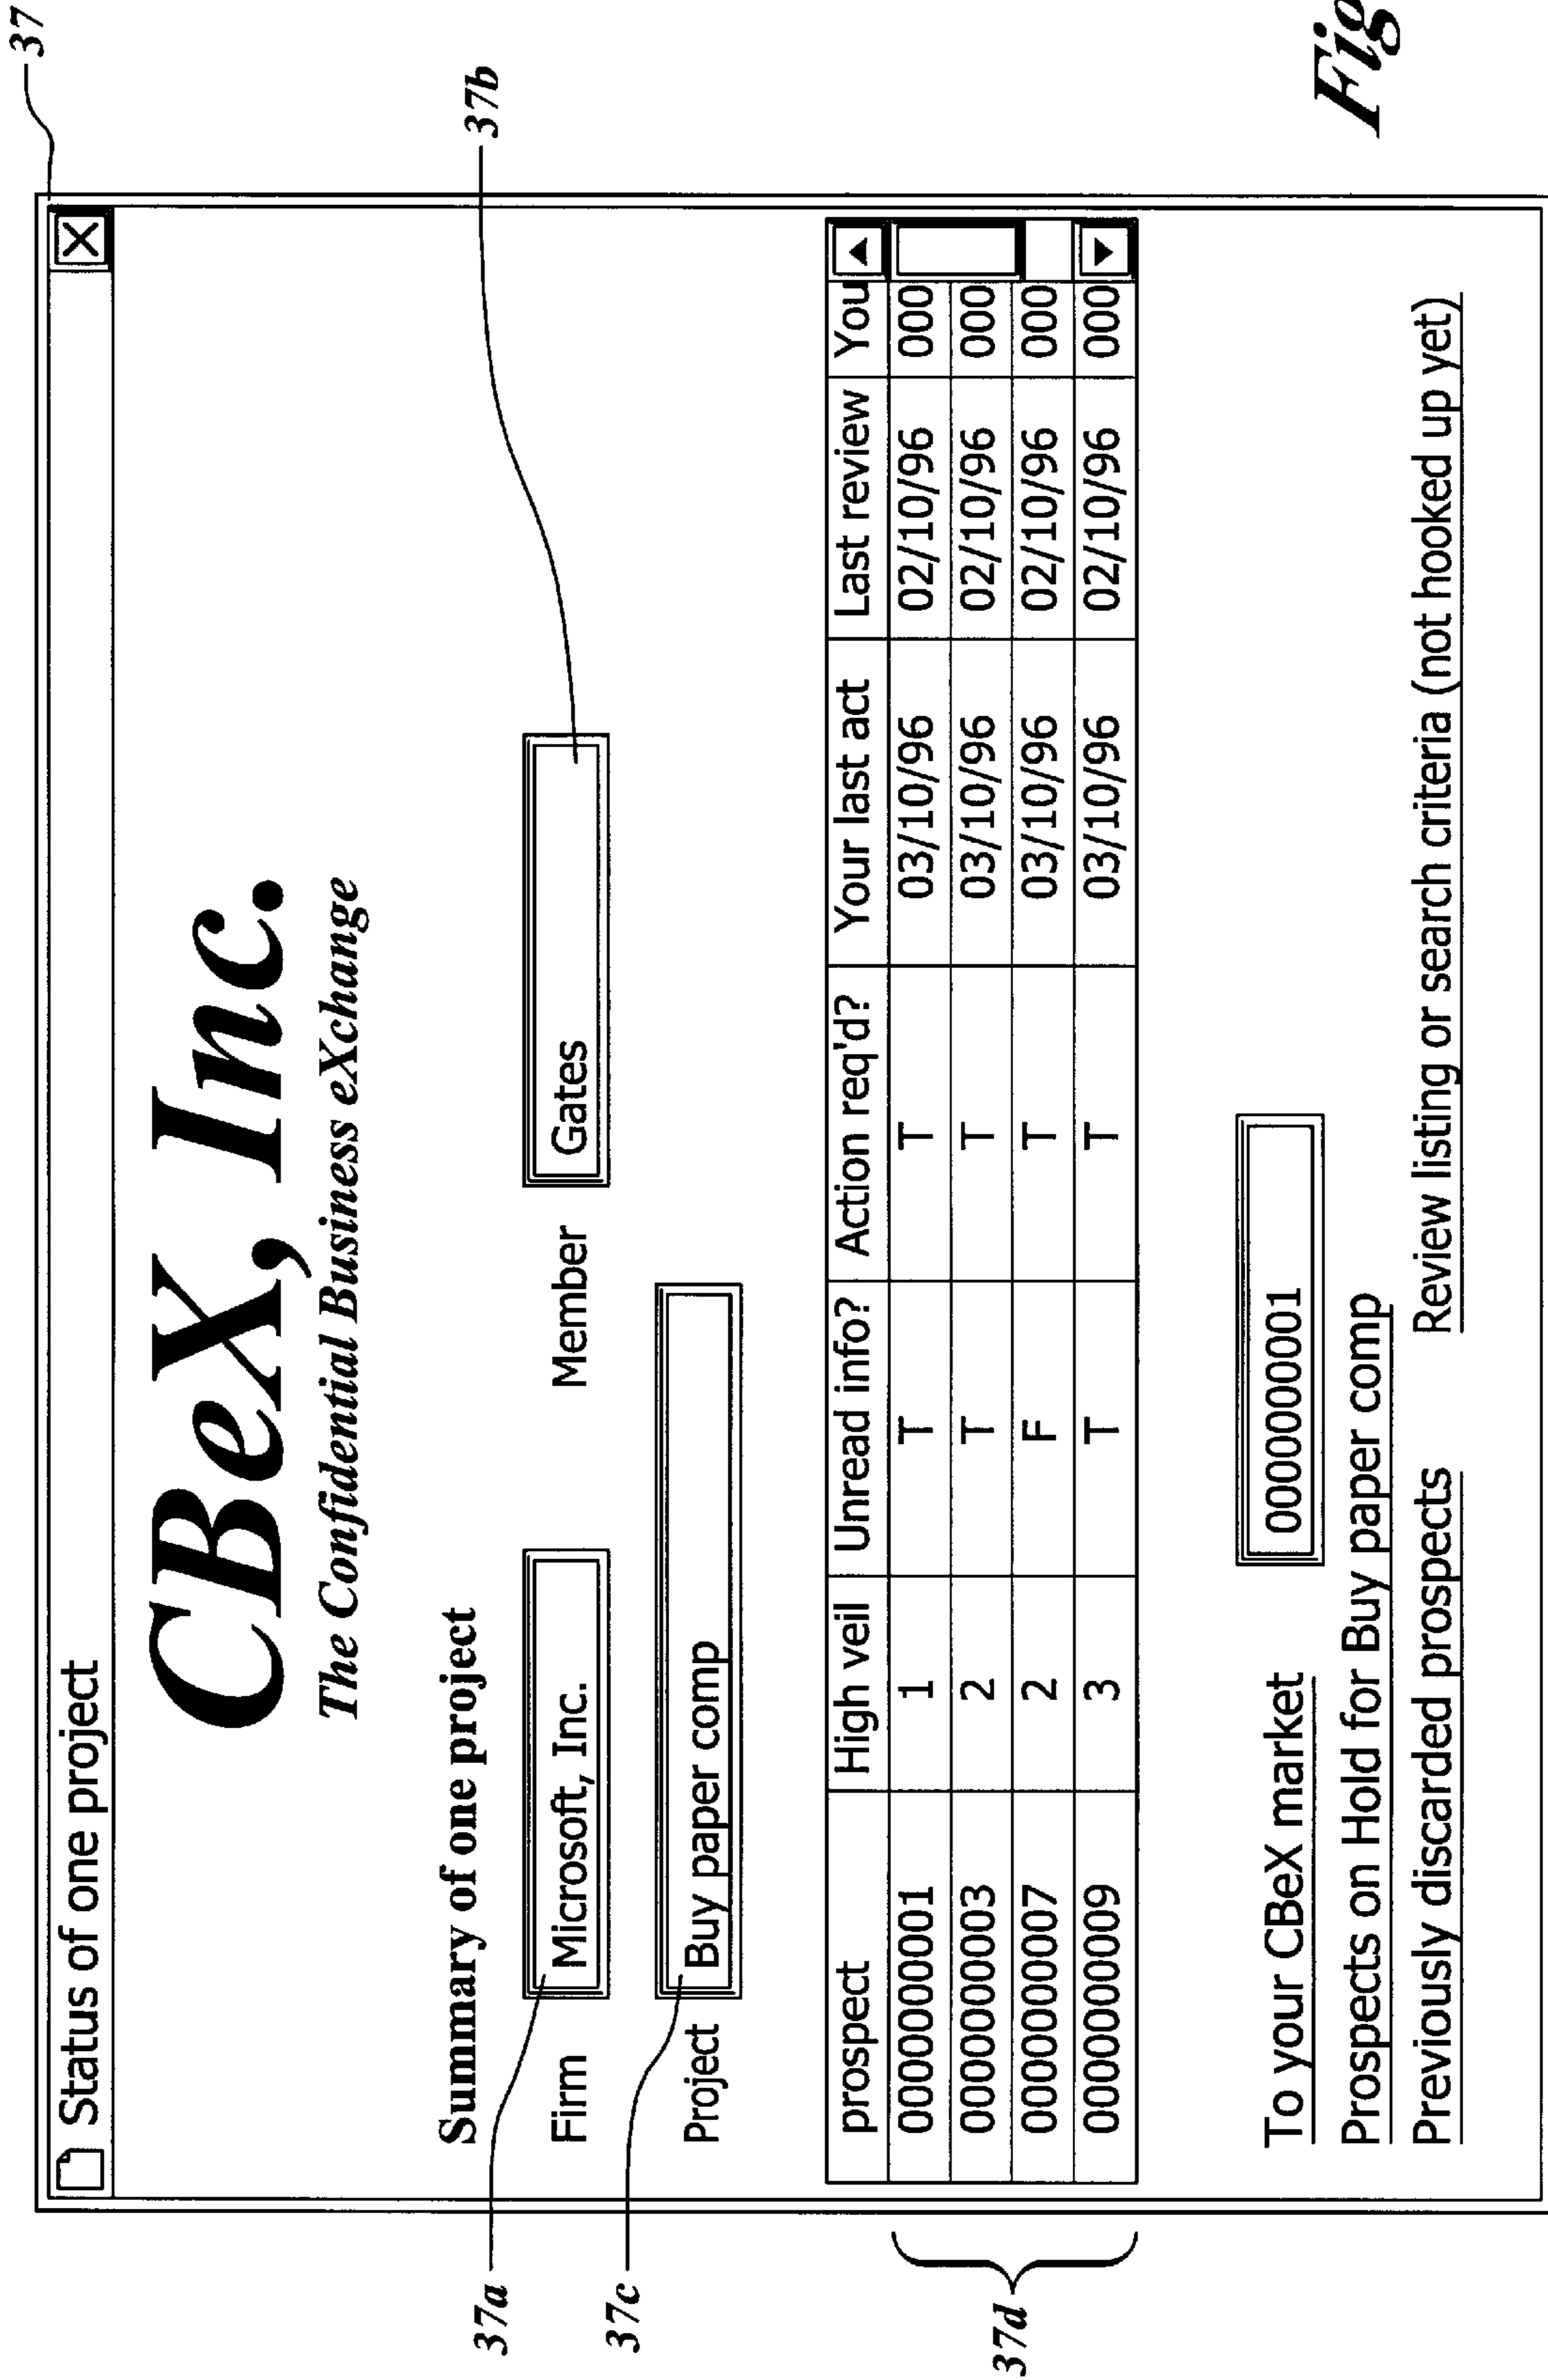 37
Status of one project
CBeX, Inc.
The Confidential Business eXchange
Summary of one project
37a
37b
Firm Microsoft, Inc. Member Gates
37c
Project Buy paper comp
prospect High veil Unread info? Action req'd? Your last act Last review You
0000000001 1 T T 03/10/96 02/10/96 000
0000000003 2 T T 03/10/96 02/10/96 000
0000000007 2 F T 03/10/96 02/10/96 000
0000000009 3 T T 03/10/96 02/10/96 000
37d
To your CBeX market 0000000001
Prospects on Hold for Buy paper comp
Previously discarded prospects Review listing or search criteria (not hooked up yet)
Fig